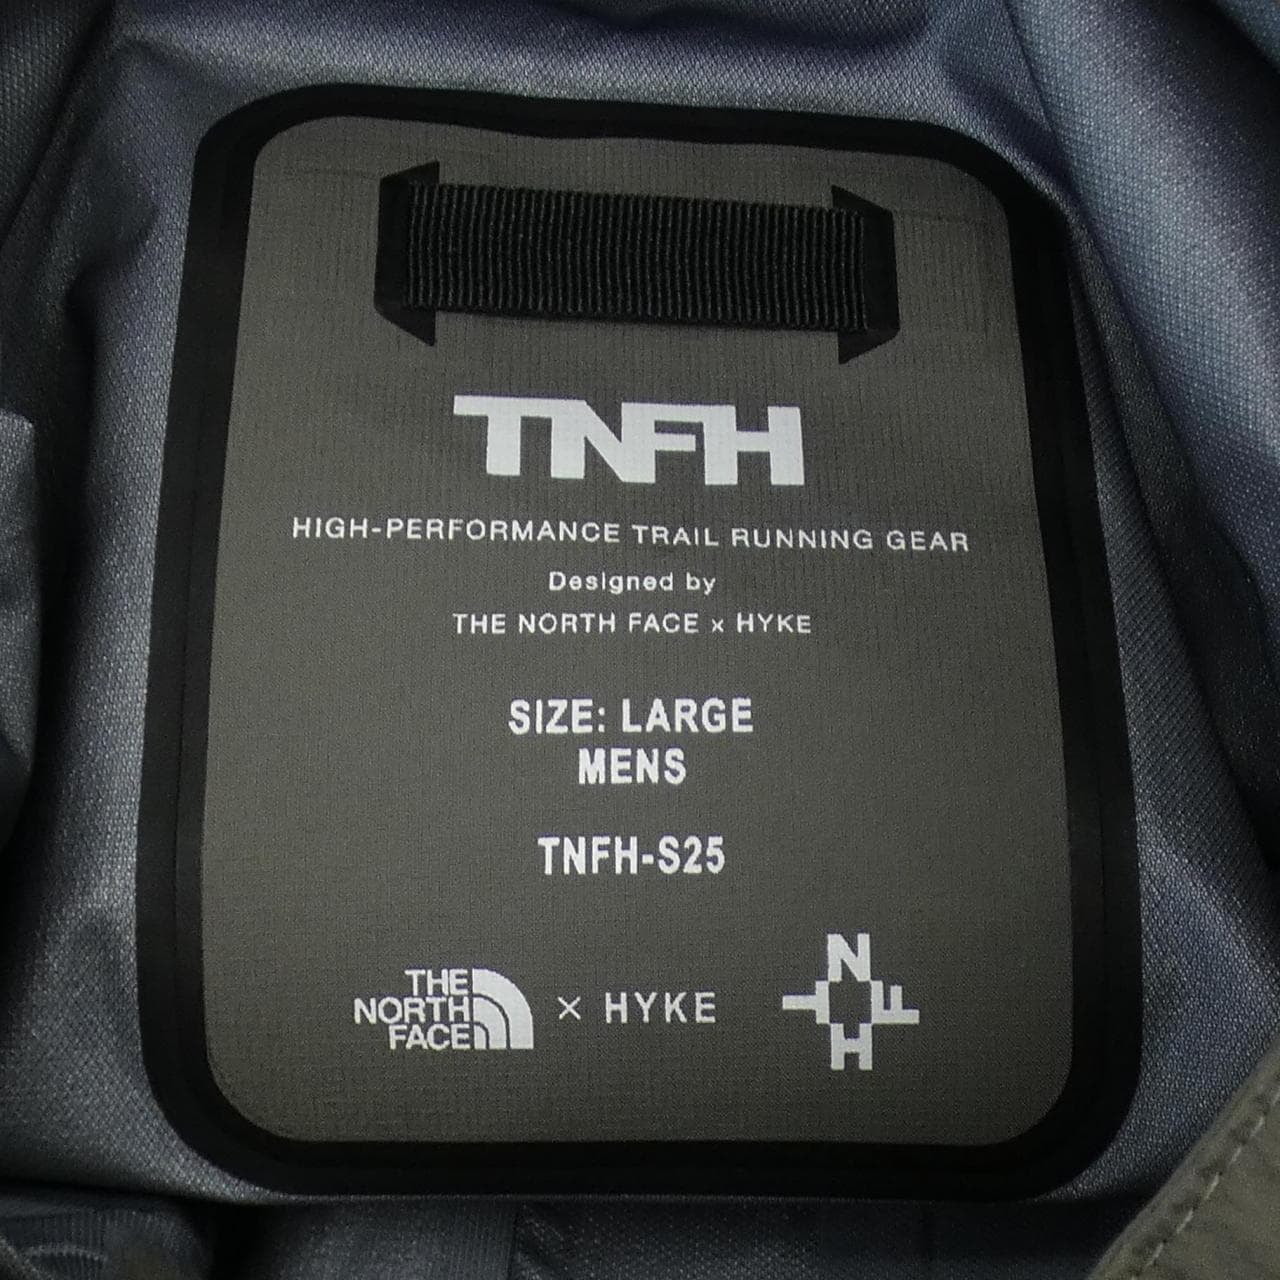 TNFH
HIGH-PERFORMANCE TRAIL RUNNING GEAR
Designed by
THE NORTH FACE x HYKE
SIZE: LARGE
MENS
TNFH-S25
THE
NORTH
FACE
× HYKE
N
T F
H